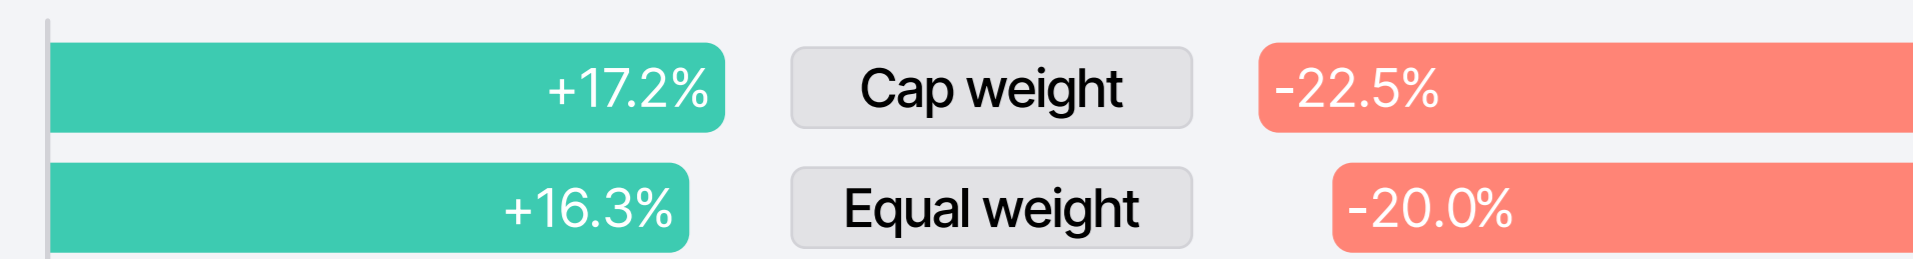 +17.2% Cap weight -22.5%
+16.3% Equal weight -20.0%